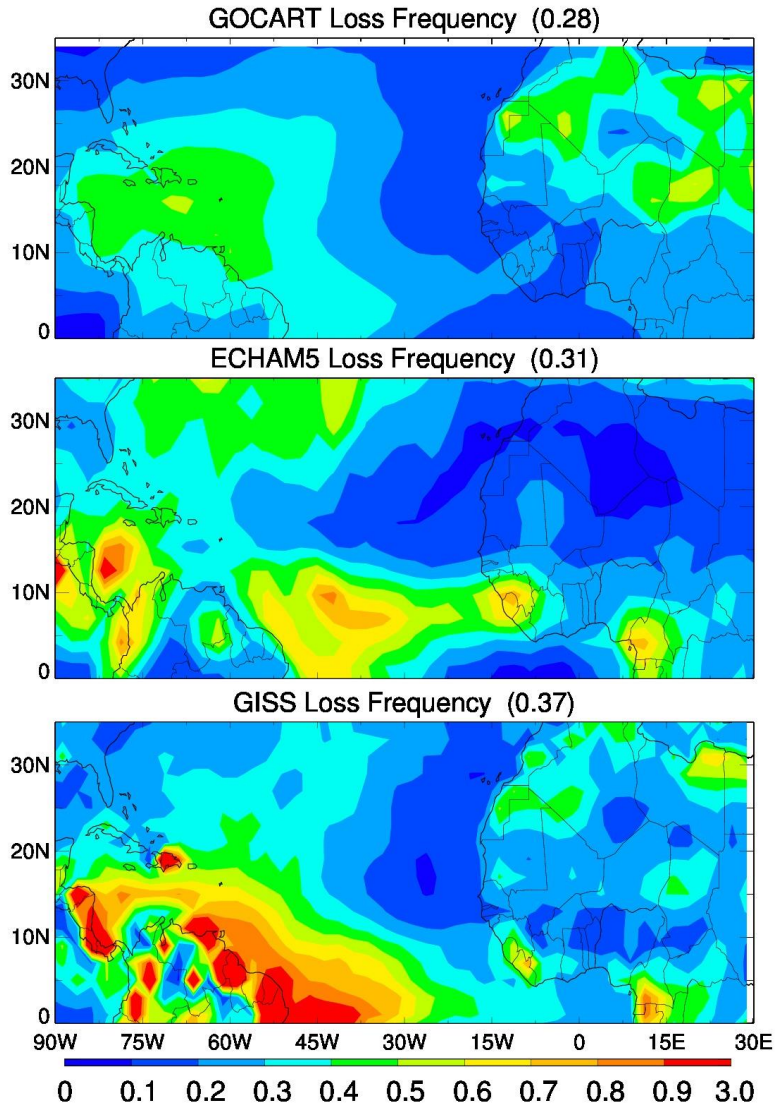 GOCART Loss Frequency (0.28)
30N
20N
10N
0
ECHAM5 Loss Frequency (0.31)
30N
20N
10N
0
GISS Loss Frequency (0.37)
30N
20N
10N
0
90W 75W 60W 45W 30W 15W 0 15E 30E
0 0.1 0.2 0.3 0.4 0.5 0.6 0.7 0.8 0.9 3.0